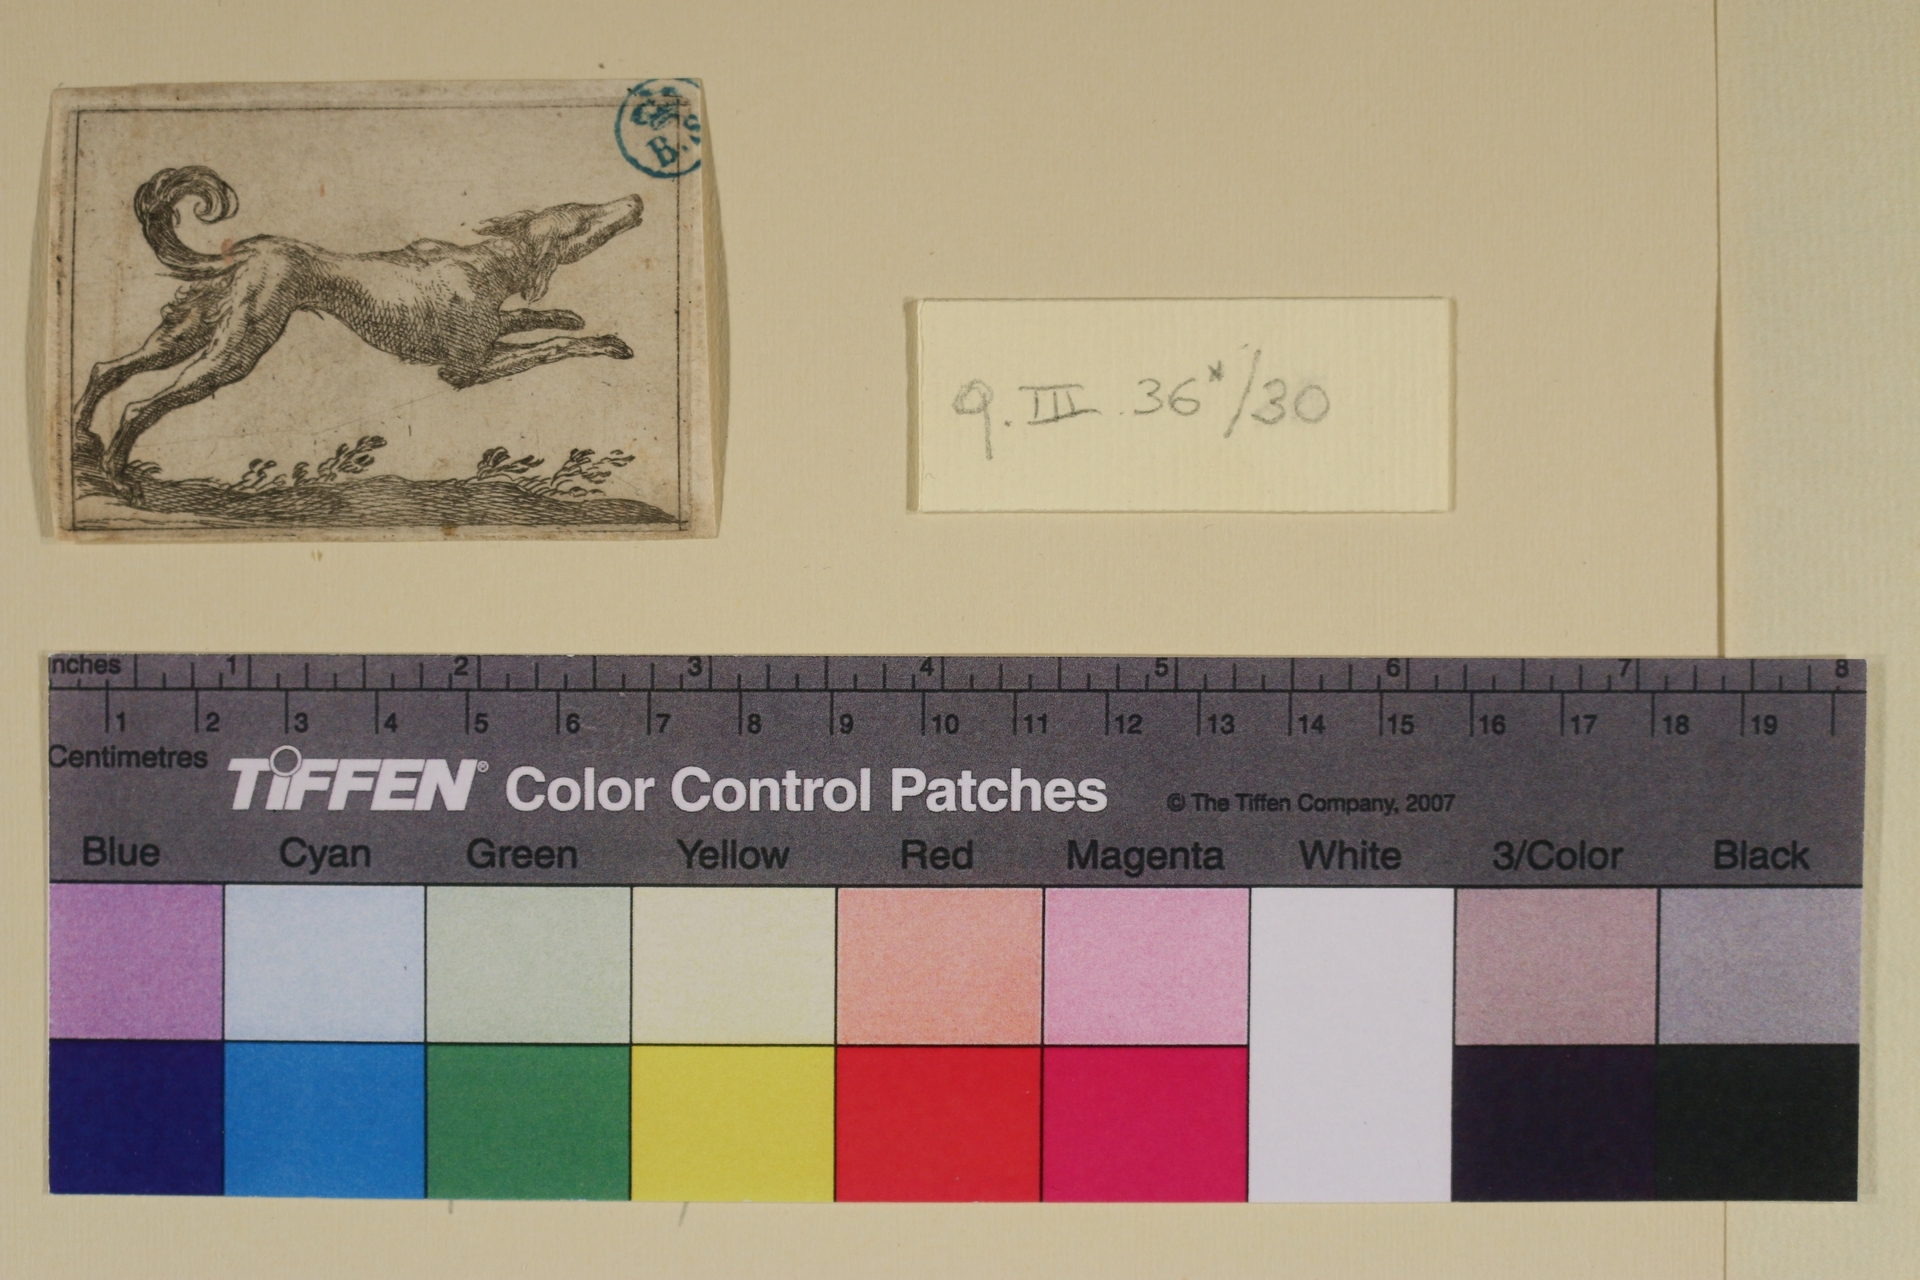 B. S
9. III. 36*/30
inches 1 2 3 4 5 6 7 8
1 2 3 4 5 6 7 8 9 10 11 12 13 14 15 16 17 18 19
Centimetres
TIFFEN® Color Control Patches © The Tiffen Company, 2007
Blue Cyan Green Yellow Red Magenta White 3/Color Black